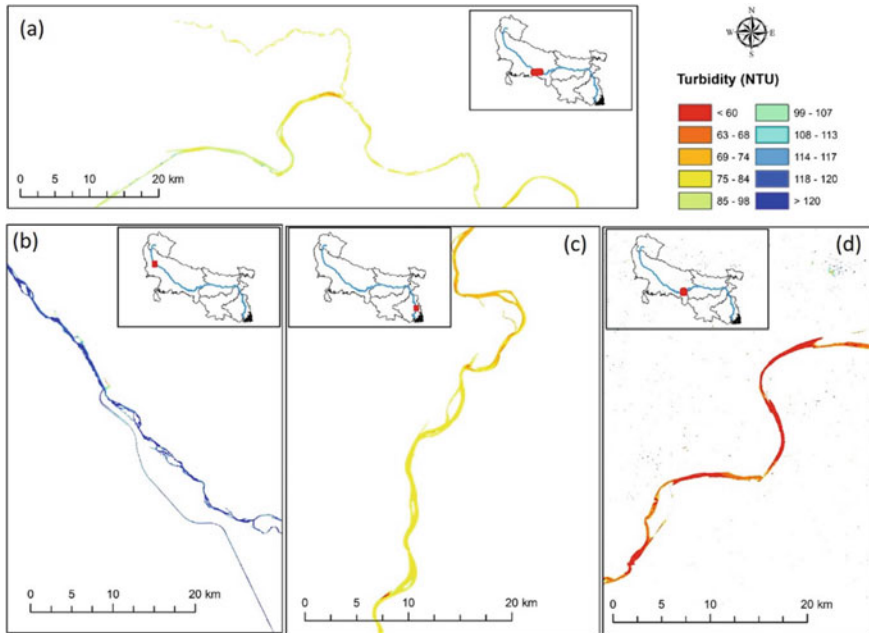 (a)
N
W E
S
Turbidity (NTU)
< 60
63 - 68
69 - 74
75 - 84
85 - 98
99 - 107
108 - 113
114 - 117
118 - 120
> 120
0 5 10 20 km
(b)
0 5 10 20 km
(c)
0 5 10 20 km
(d)
0 5 10 20 km